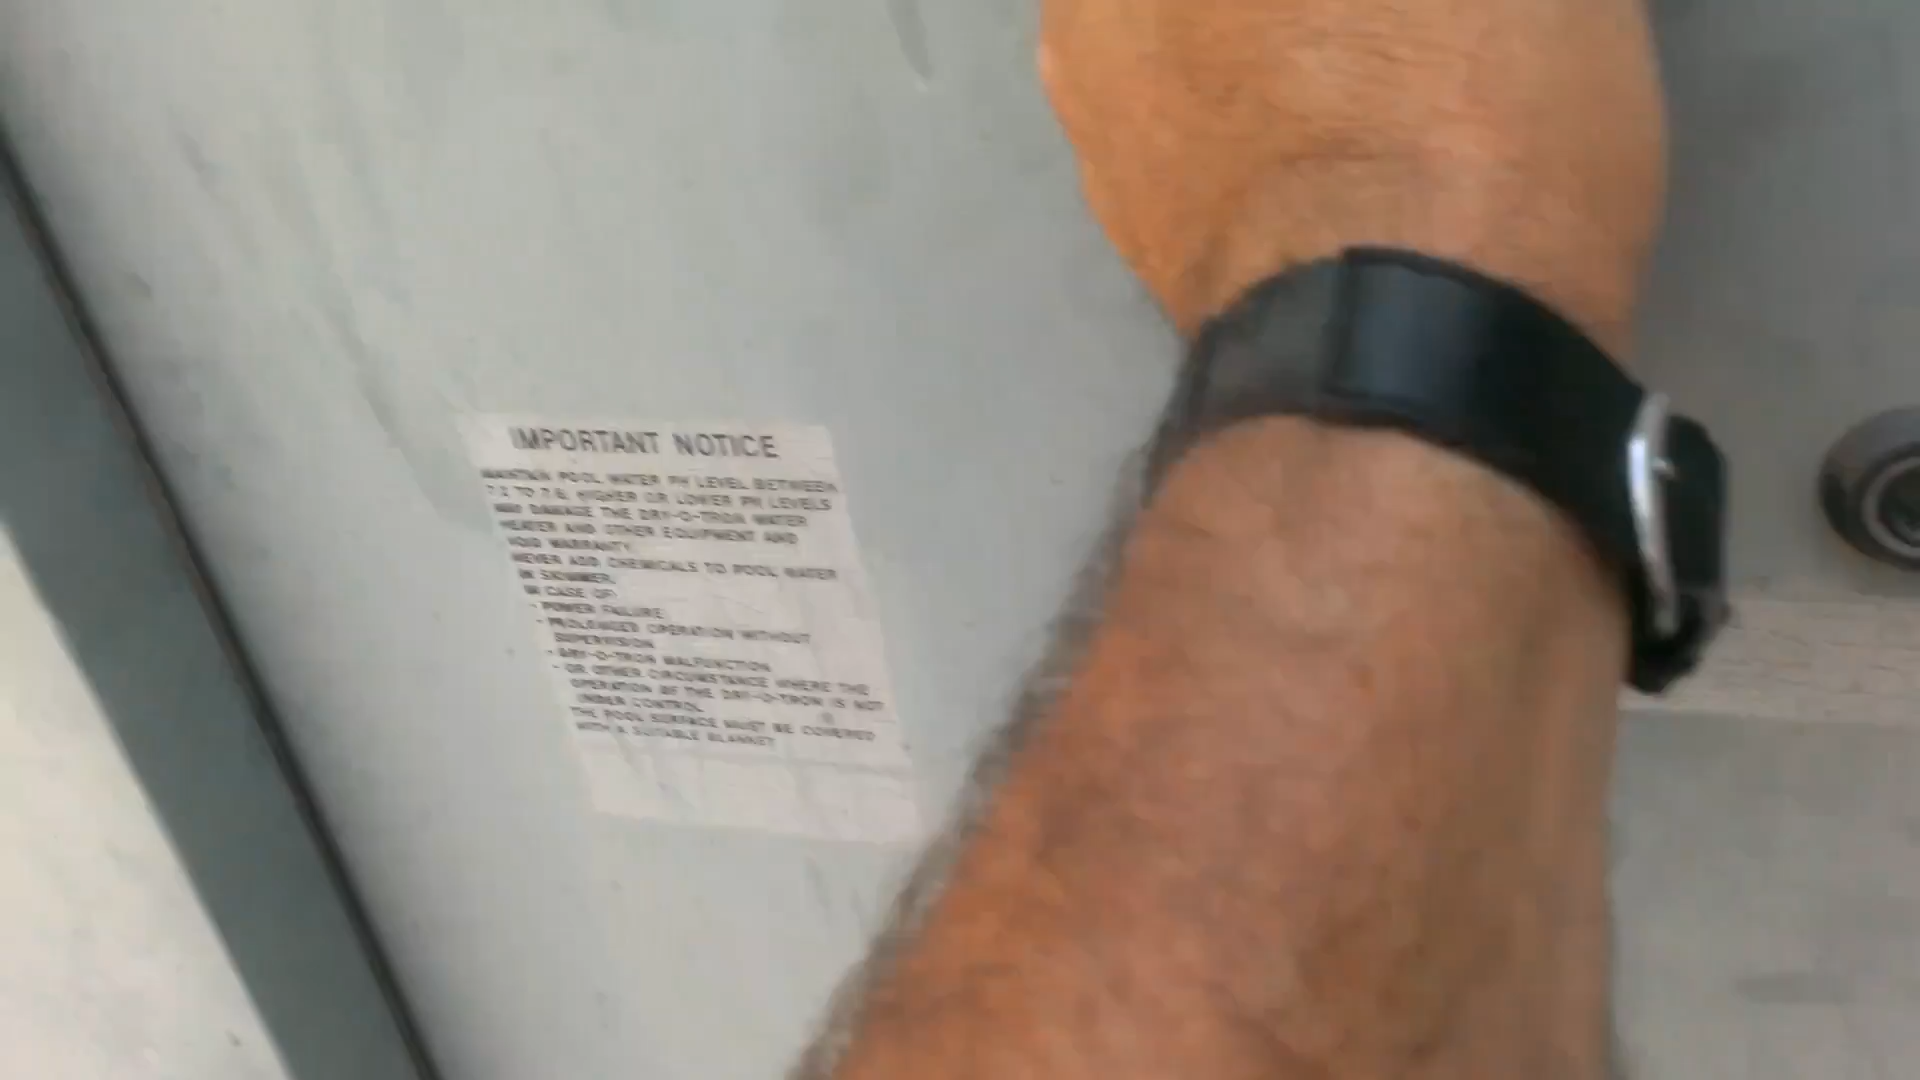 IMPORTANT NOTICE
MAINTAIN POOL WATER PH LEVEL BETWEEN
7.2 TO 7.6. HIGHER OR LOWER PH LEVELS
MAY DAMAGE THE DRY-O-TRON WATER
HEATER AND OTHER EQUIPMENT AND
VOID WARRANTY.
NEVER ADD CHEMICALS TO POOL WATER
IN SKIMMER.
IN CASE OF:
- POWER FAILURE
- PROLONGED OPERATION WITHOUT
SUPERVISION
- DRY-O-TRON MALFUNCTION
- OR OTHER CIRCUMSTANCE WHERE THE
OPERATION OF THE DRY-O-TRON IS NOT
UNDER CONTROL
THE POOL SURFACE MUST BE COVERED
WITH A SUITABLE BLANKET